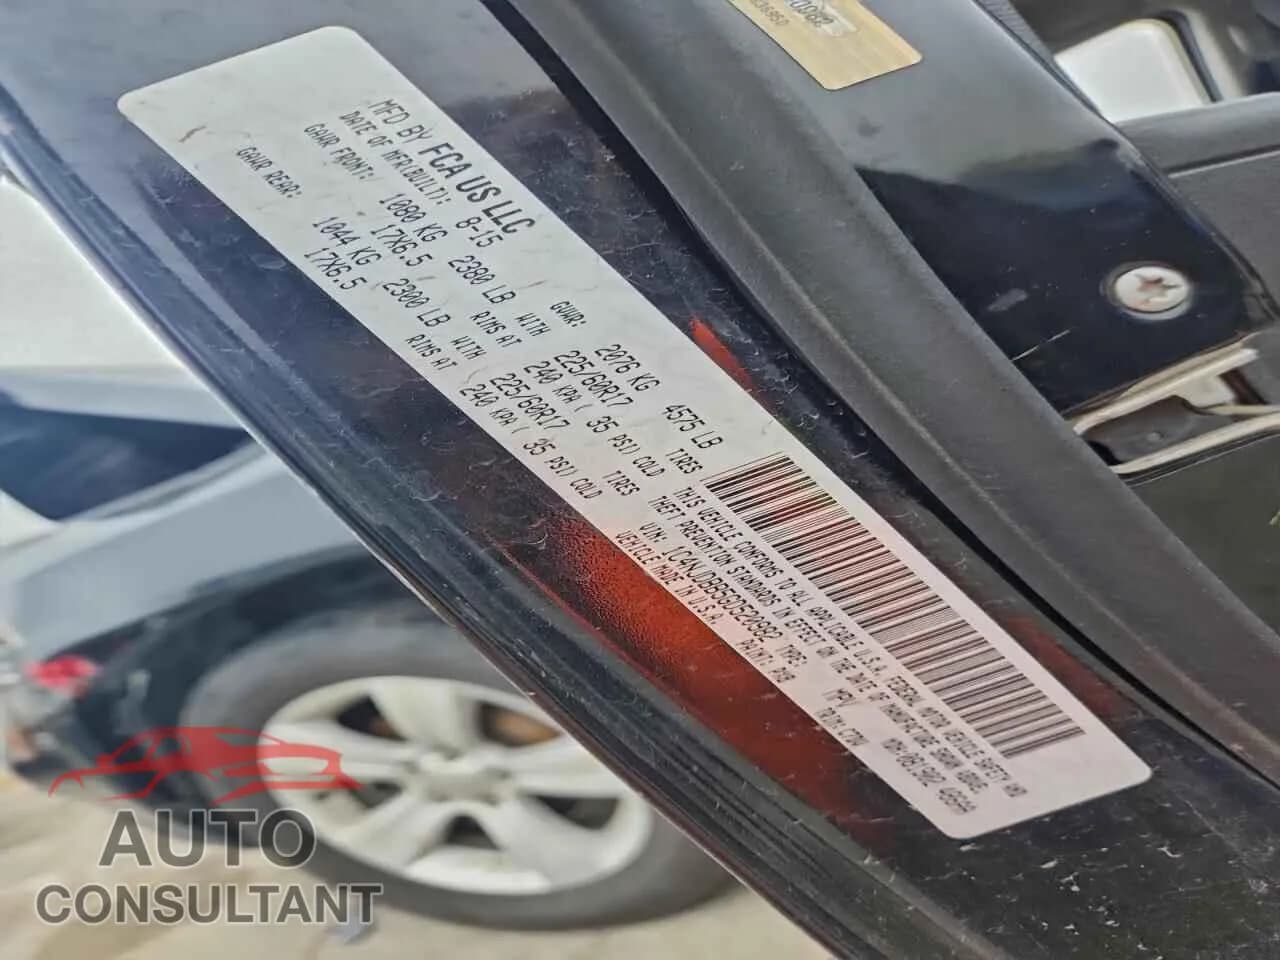 0982
MFD BY FCA US LLC
DATE OF MFR(BUILT): 8-15
GVWR: 2076 KG 4575 LB
GAWR FRONT: 1080 KG 2380 LB WITH 225/60R17 TIRES
17X6.5 RIMS AT 240 KPA( 35 PSI) COLD
GAWR REAR: 1044 KG 2300 LB WITH 225/60R17 TIRES
17X6.5 RIMS AT 240 KPA( 35 PSI) COLD
THIS VEHICLE CONFORMS TO ALL APPLICABLE U.S.A. FEDERAL MOTOR VEHICLE SAFETY AND
THEFT PREVENTION STANDARDS IN EFFECT ON THE DATE OF MANUFACTURE SHOWN ABOVE.
VIN: 1C4NJDBB5GD520982 TYPE: MPV
VEHICLE MADE IN U.S.A. PAINT: TRIM:
AUTO
CONSULTANT